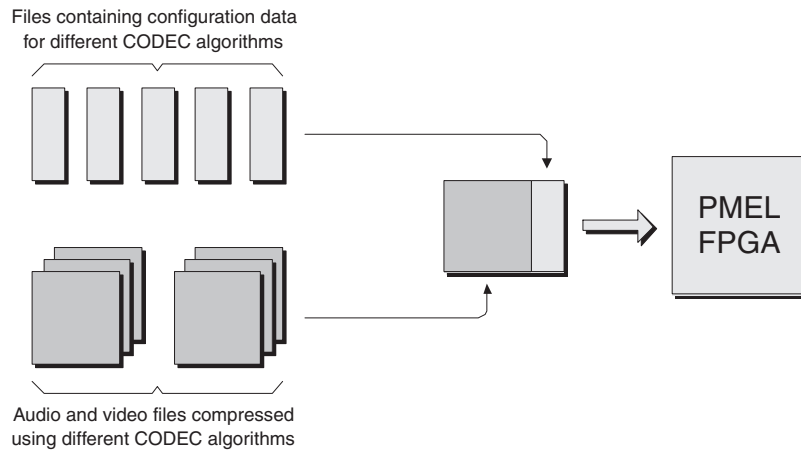 Files containing configuration data
for different CODEC algorithms
PMEL
FPGA
Audio and video files compressed
using different CODEC algorithms